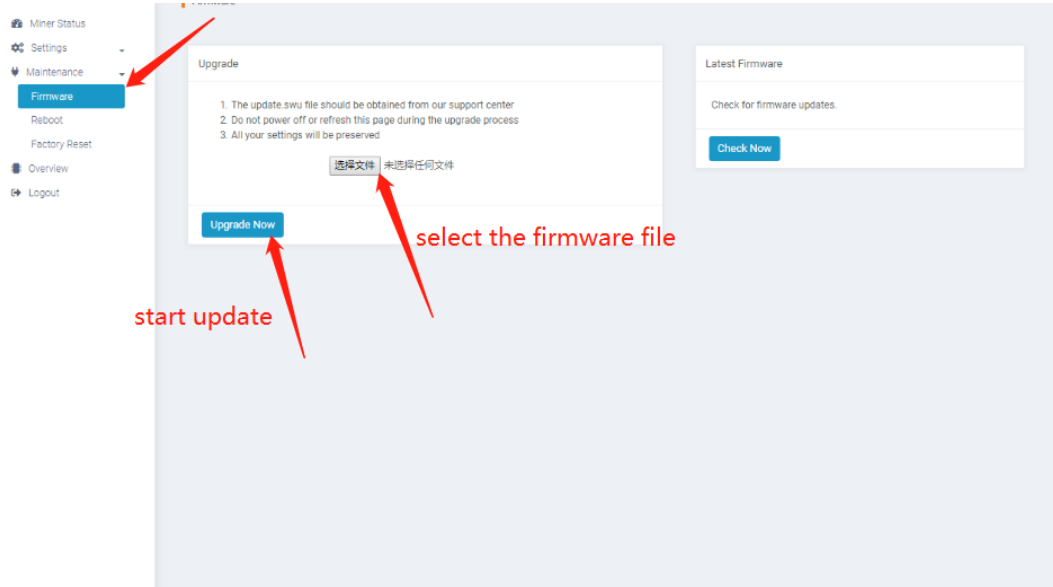 Firmware
Miner Status
Settings
Maintenance
Firmware
Reboot
Factory Reset
Overview
Logout
Upgrade
1. The update.swu file should be obtained from our support center
2. Do not power off or refresh this page during the upgrade process
3. All your settings will be preserved
选择文件 未选择任何文件
Upgrade Now
select the firmware file
start update
Latest Firmware
Check for firmware updates.
Check Now